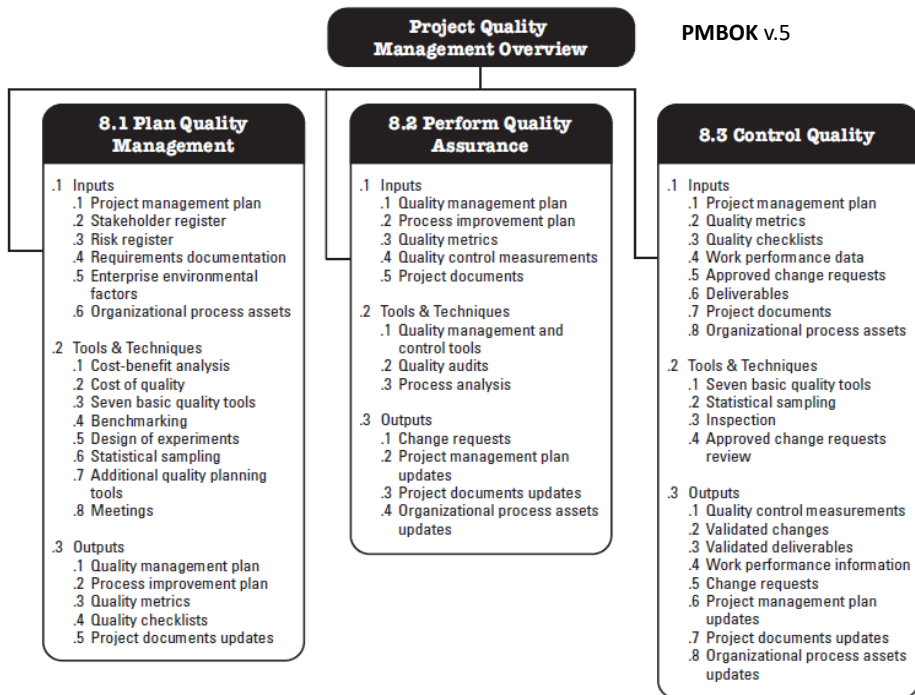 Project Quality
Management Overview
PMBOK v.5
8.1 Plan Quality
Management
.1 Inputs
.1 Project management plan
.2 Stakeholder register
.3 Risk register
.4 Requirements documentation
.5 Enterprise environmental
factors
.6 Organizational process assets
.2 Tools & Techniques
.1 Cost-benefit analysis
.2 Cost of quality
.3 Seven basic quality tools
.4 Benchmarking
.5 Design of experiments
.6 Statistical sampling
.7 Additional quality planning
tools
.8 Meetings
.3 Outputs
.1 Quality management plan
.2 Process improvement plan
.3 Quality metrics
.4 Quality checklists
.5 Project documents updates
8.2 Perform Quality
Assurance
.1 Inputs
.1 Quality management plan
.2 Process improvement plan
.3 Quality metrics
.4 Quality control measurements
.5 Project documents
.2 Tools & Techniques
.1 Quality management and
control tools
.2 Quality audits
.3 Process analysis
.3 Outputs
.1 Change requests
.2 Project management plan
updates
.3 Project documents updates
.4 Organizational process assets
updates
8.3 Control Quality
.1 Inputs
.1 Project management plan
.2 Quality metrics
.3 Quality checklists
.4 Work performance data
.5 Approved change requests
.6 Deliverables
.7 Project documents
.8 Organizational process assets
.2 Tools & Techniques
.1 Seven basic quality tools
.2 Statistical sampling
.3 Inspection
.4 Approved change requests
review
.3 Outputs
.1 Quality control measurements
.2 Validated changes
.3 Validated deliverables
.4 Work performance information
.5 Change requests
.6 Project management plan
updates
.7 Project documents updates
.8 Organizational process assets
updates